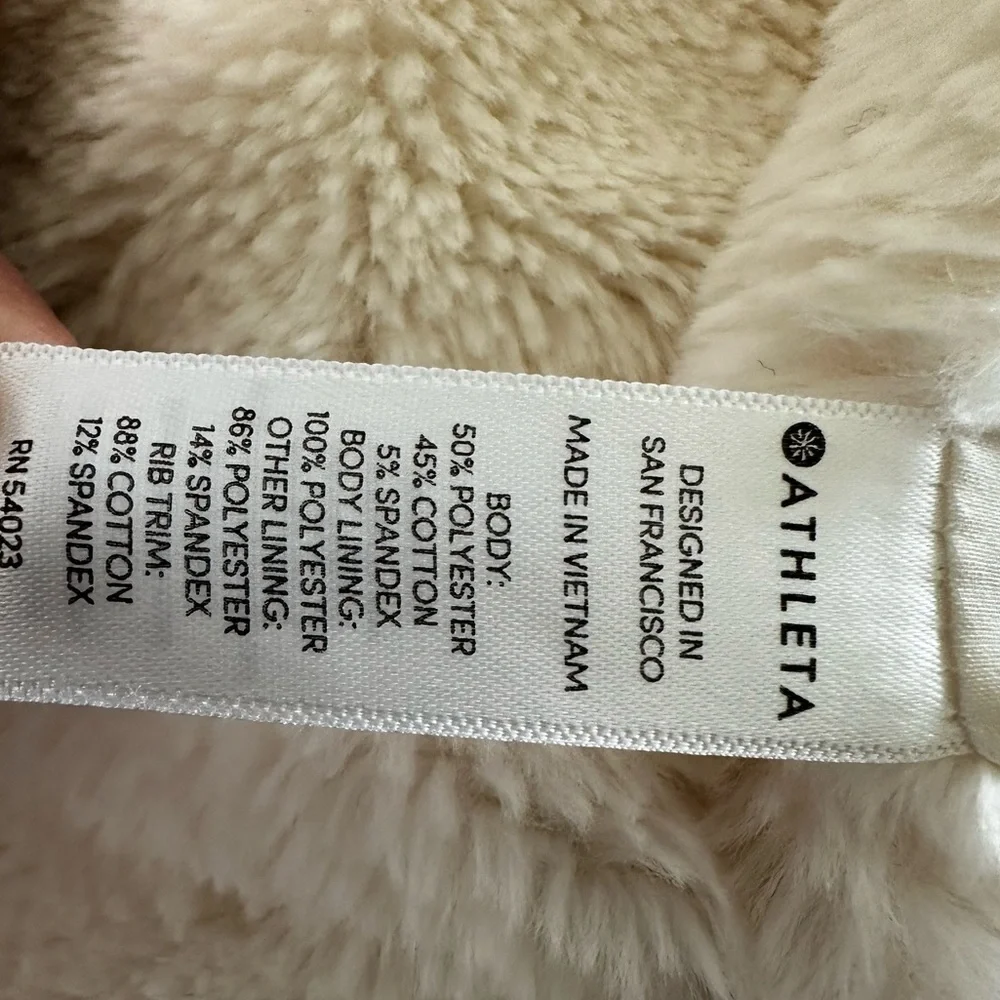 ATHLETA
DESIGNED IN
SAN FRANCISCO
MADE IN VIETNAM
BODY:
50% POLYESTER
45% COTTON
5% SPANDEX
BODY LINING:
100% POLYESTER
OTHER LINING:
86% POLYESTER
14% SPANDEX
RIB TRIM:
88% COTTON
12% SPANDEX
RN 54023